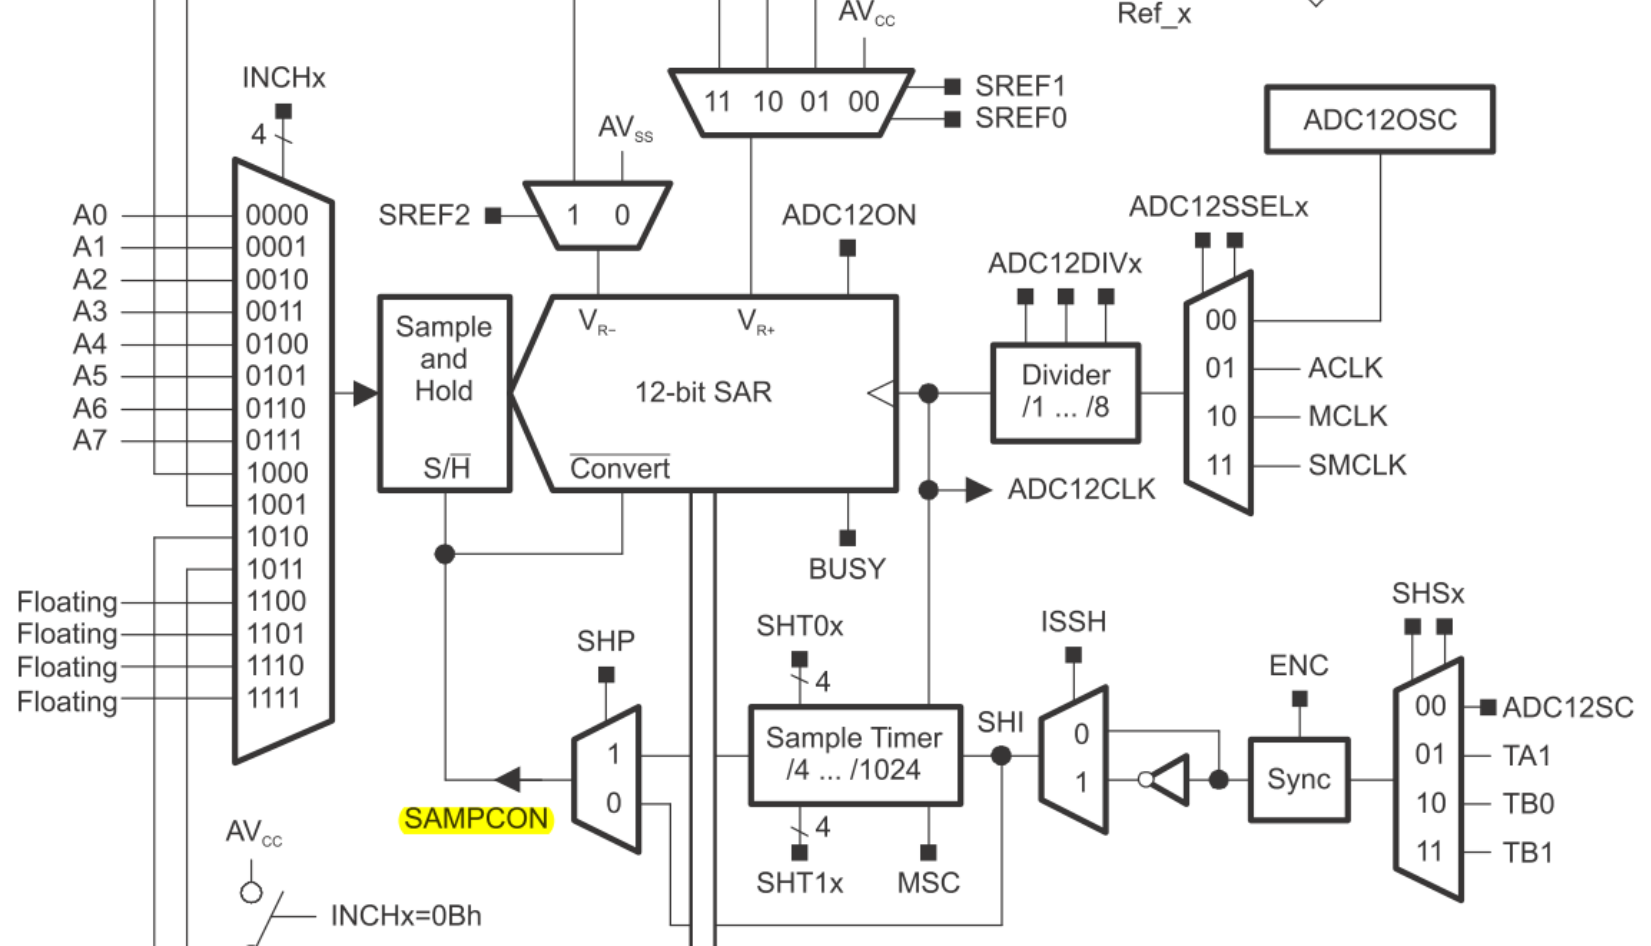 AVCC
Ref_x
INCHx
4
11 10 01 00
SREF1
SREF0
AVSS
ADC12OSC
SREF2
1 0
ADC12ON
ADC12SSELx
ADC12DIVx
A0 0000
A1 0001
A2 0010
A3 0011
A4 0100
A5 0101
A6 0110
A7 0111
1000
1001
1010
1011
Floating 1100
Floating 1101
Floating 1110
Floating 1111
Sample
and
Hold
S/H
VR−
VR+
12-bit SAR
Convert
Divider
/1 ... /8
00
01 ACLK
10 MCLK
11 SMCLK
ADC12CLK
BUSY
SHP
1
0
SAMPCON
SHT0x
4
Sample Timer
/4 ... /1024
4
SHT1x
MSC
SHI
ISSH
0
1
ENC
Sync
SHSx
00 ADC12SC
01 TA1
10 TB0
11 TB1
AVCC
INCHx=0Bh